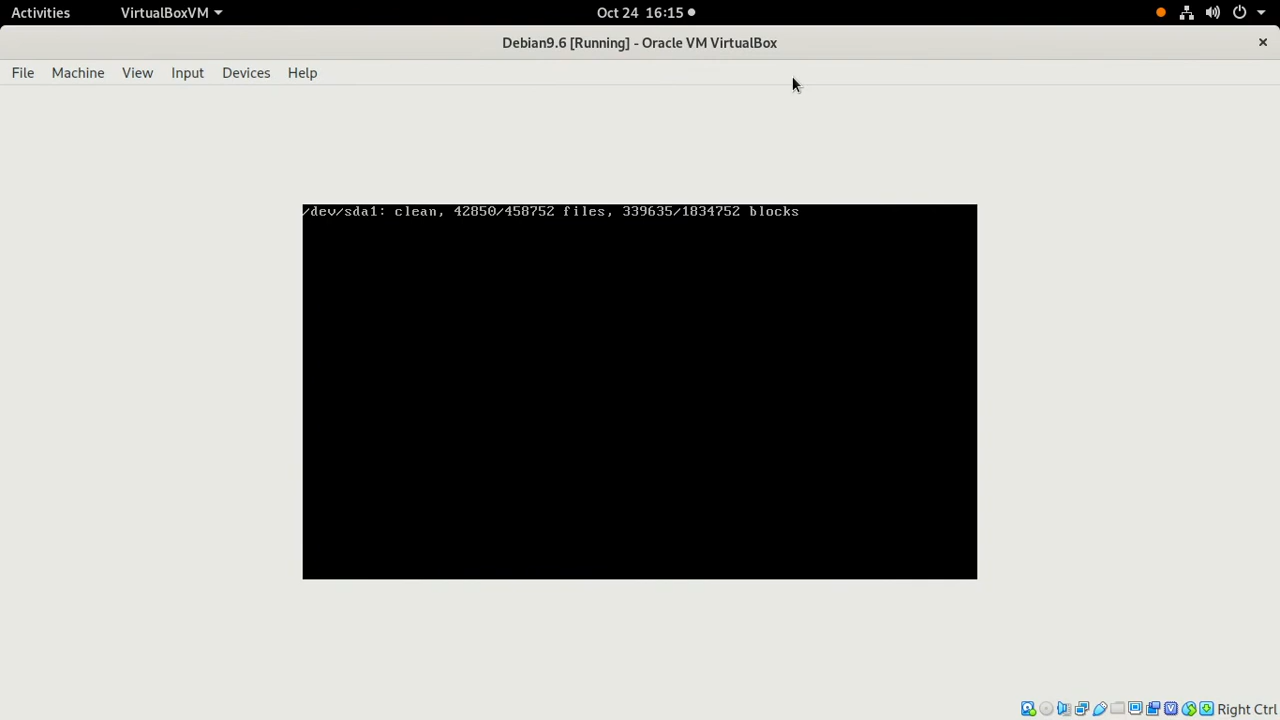 Activities VirtualBoxVM Oct 24 16:15
Debian9.6 [Running] - Oracle VM VirtualBox
File Machine View Input Devices Help
/dev/sda1: clean, 42850/458752 files, 339635/1834752 blocks
Right Ctrl